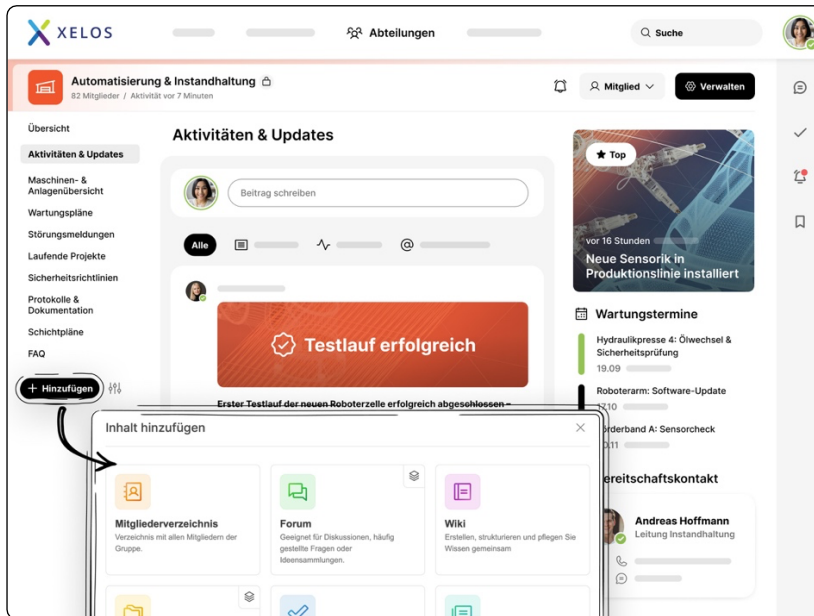 XELOS
Abteilungen
Suche
Automatisierung & Instandhaltung
82 Mitglieder / Aktivität vor 7 Minuten
Mitglied
Verwalten
Übersicht
Aktivitäten & Updates
Maschinen- &
Anlagenübersicht
Wartungspläne
Störungsmeldungen
Laufende Projekte
Sicherheitsrichtlinien
Protokolle &
Dokumentation
Schichtpläne
FAQ
+ Hinzufügen
Aktivitäten & Updates
Beitrag schreiben
Alle
@
Testlauf erfolgreich
Erster Testlauf der neuen Roboterzelle erfolgreich abgeschlossen –
Top
vor 16 Stunden
Neue Sensorik in
Produktionslinie installiert
Wartungstermine
Hydraulikpresse 4: Ölwechsel &
Sicherheitsprüfung
19.09
Roboterarm: Software-Update
17.10
Förderband A: Sensorcheck
0.11
Bereitschaftskontakt
Andreas Hoffmann
Leitung Instandhaltung
Inhalt hinzufügen
Mitgliederverzeichnis
Verzeichnis mit allen Mitgliedern der
Gruppe.
Forum
Geeignet für Diskussionen, häufig
gestellte Fragen oder
Ideensammlungen.
Wiki
Erstellen, strukturieren und pflegen Sie
Wissen gemeinsam